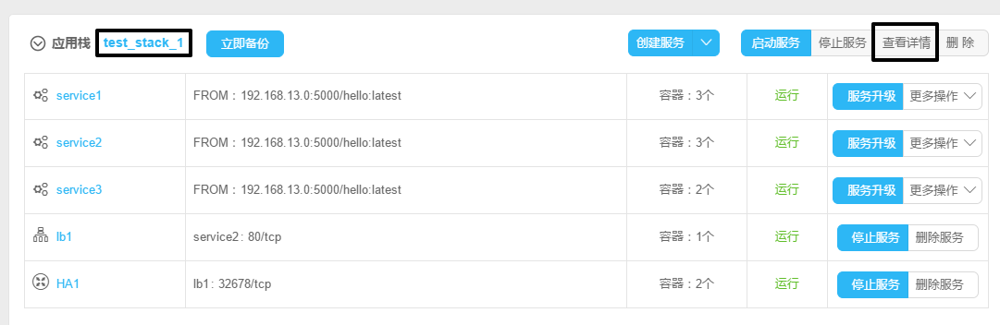 应用栈 test_stack_1 立即备份 创建服务 启动服务 停止服务 查看详情 删 除
service1 FROM : 192.168.13.0:5000/hello:latest 容器 : 3个 运行 服务升级 更多操作
service2 FROM : 192.168.13.0:5000/hello:latest 容器 : 3个 运行 服务升级 更多操作
service3 FROM : 192.168.13.0:5000/hello:latest 容器 : 2个 运行 服务升级 更多操作
lb1 service2: 80/tcp 容器 : 1个 运行 停止服务 删除服务
HA1 lb1: 32678/tcp 容器 : 2个 运行 停止服务 删除服务